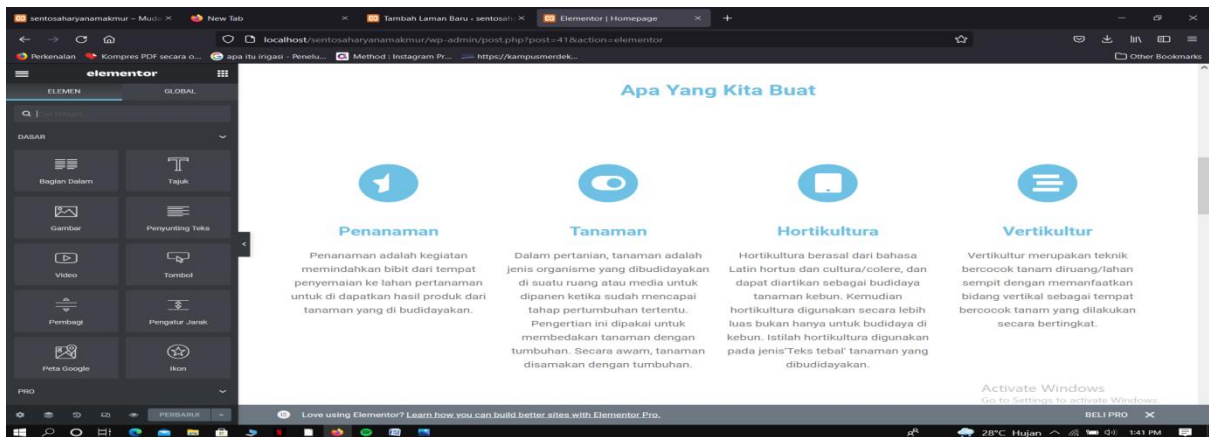 sentosaharyanamakmur – Mudа
New Tab
Tambah Laman Baru ‹ sentosah
Elementor | Homepage
localhost/sentosaharyanamakmur/wp-admin/post.php?post=41&action=elementor
Perkenalan
Kompres PDF secara o...
apa itu irigasi - Penelu...
Method : Instagram Pr...
https://kampusmerdek...
Other Bookmarks
elementor
ELEMEN
GLOBAL
DASAR
Bagian Dalam
Tajuk
Gambar
Penyunting Teks
Video
Tombol
Pembagi
Pengatur Jarak
Peta Google
Ikon
PRO
PERBARUI
Apa Yang Kita Buat
Penanaman
Penanaman adalah kegiatan
memindahkan bibit dari tempat
penyemaian ke lahan pertanaman
untuk di dapatkan hasil produk dari
tanaman yang di budidayakan.
Tanaman
Dalam pertanian, tanaman adalah
jenis organisme yang dibudidayakan
di suatu ruang atau media untuk
dipanen ketika sudah mencapai
tahap pertumbuhan tertentu.
Pengertian ini dipakai untuk
membedakan tanaman dengan
tumbuhan. Secara awam, tanaman
disamakan dengan tumbuhan.
Hortikultura
Hortikultura berasal dari bahasa
Latin hortus dan cultura/colere, dan
dapat diartikan sebagai budidaya
tanaman kebun. Kemudian
hortikultura digunakan secara lebih
luas bukan hanya untuk budidaya di
kebun. Istilah hortikultura digunakan
pada jenis'Teks tebal' tanaman yang
dibudidayakan.
Vertikultur
Vertikultur merupakan teknik
bercocok tanam diruang/lahan
sempit dengan memanfaatkan
bidang vertikal sebagai tempat
bercocok tanam yang dilakukan
secara bertingkat.
Activate Windows
Go to Settings to activate Windows.
Love using Elementor? Learn how you can build better sites with Elementor Pro.
BELI PRO
28°C Hujan
1:41 PM